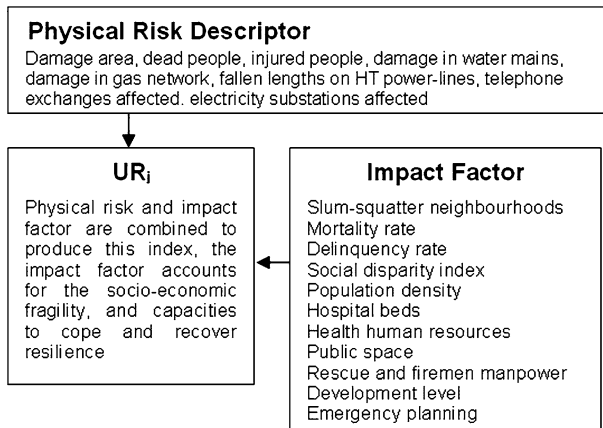 Physical Risk Descriptor
Damage area, dead people, injured people, damage in water mains,
damage in gas network, fallen lengths on HT power-lines, telephone
exchanges affected. electricity substations affected
URi
Physical risk and impact
factor are combined to
produce this index, the
impact factor accounts
for the socio-economic
fragility, and capacities
to cope and recover
resilience
Impact Factor
Slum-squatter neighbourhoods
Mortality rate
Delinquency rate
Social disparity index
Population density
Hospital beds
Health human resources
Public space
Rescue and firemen manpower
Development level
Emergency planning